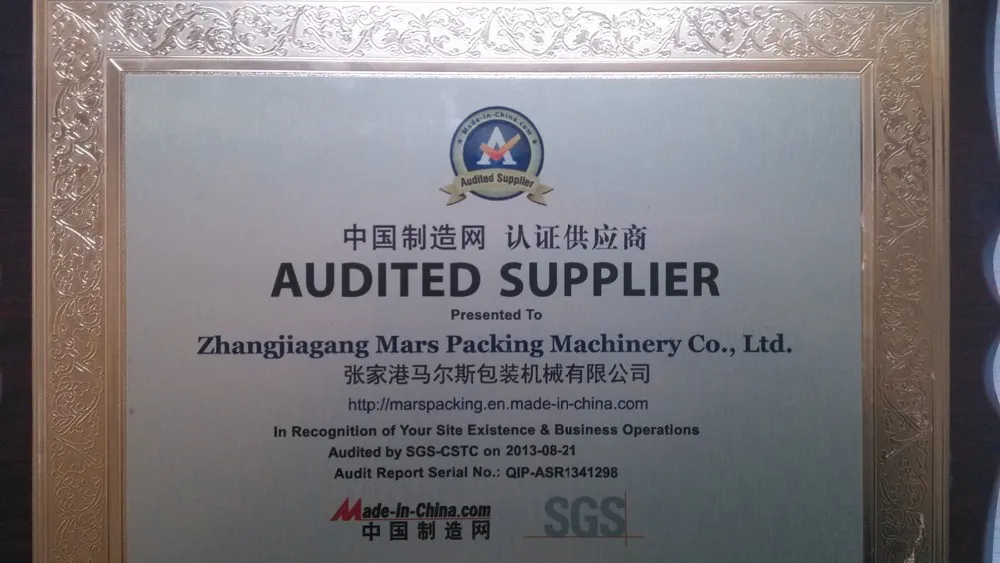 Made-in-China.com
A
Audited Supplier
中国制造网 认证供应商
AUDITED SUPPLIER
Presented To
Zhangjiagang Mars Packing Machinery Co., Ltd.
张家港马尔斯包装机械有限公司
http://marspacking.en.made-in-china.com
In Recognition of Your Site Existence & Business Operations
Audited by SGS-CSTC on 2013-08-21
Audit Report Serial No.: QIP-ASR1341298
Made-in-China.com
中国制造网
SGS